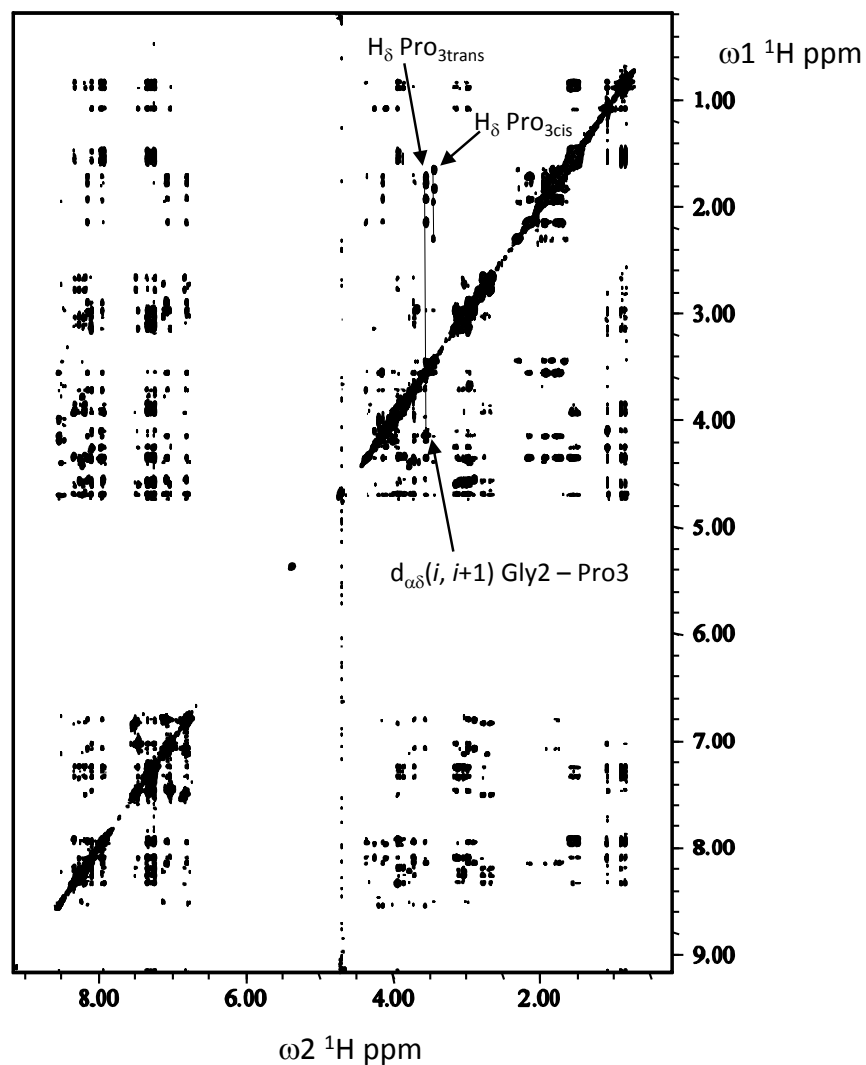 ω1 ¹H ppm
Hδ Pro3trans
Hδ Pro3cis
1.00
2.00
3.00
4.00
5.00
6.00
7.00
8.00
9.00
dαδ(i, i+1) Gly2 – Pro3
8.00 6.00 4.00 2.00
ω2 ¹H ppm